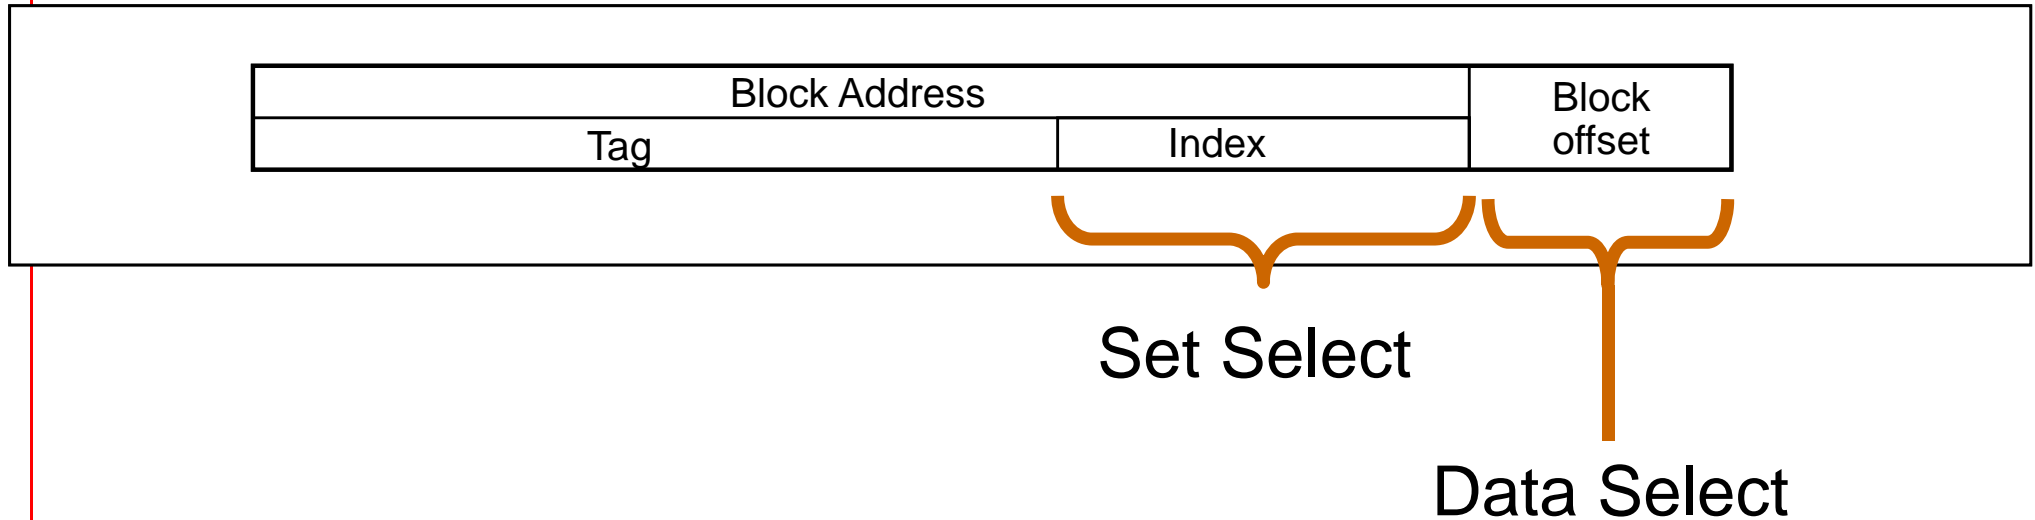 Block Address
Block
offset
Tag
Index
Set Select
Data Select